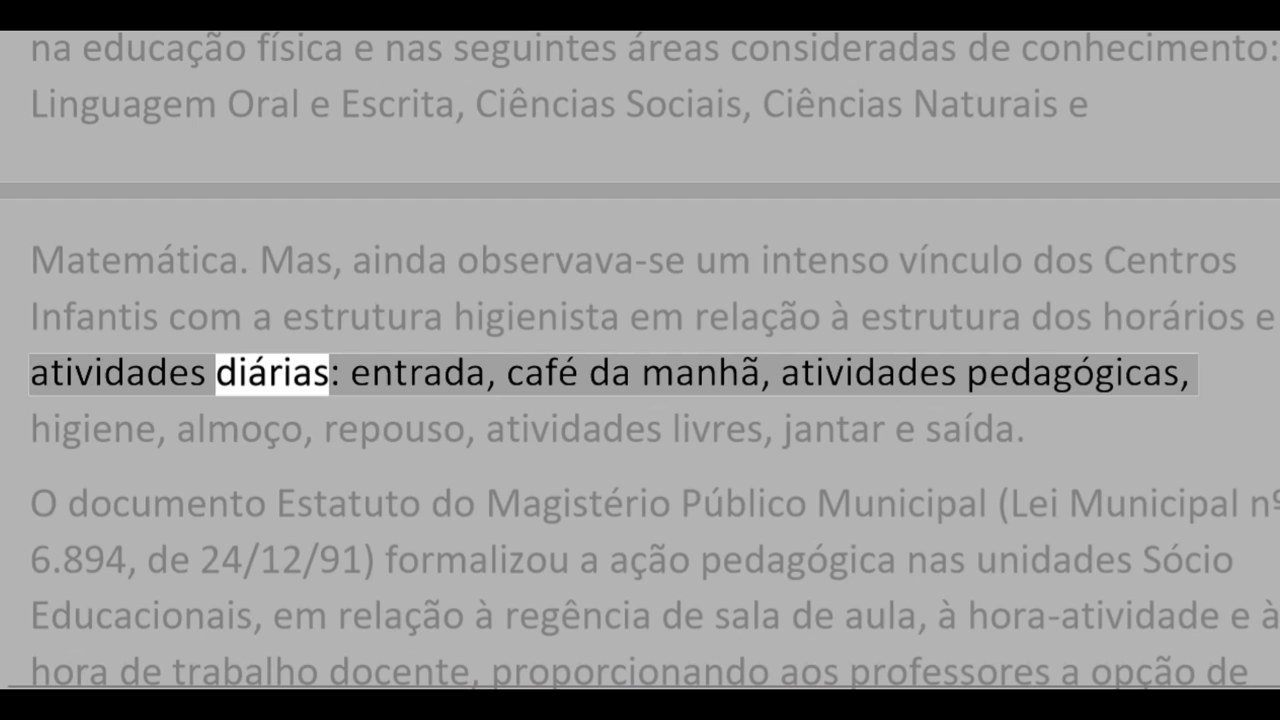 na educação física e nas seguintes áreas consideradas de conhecimento:
Linguagem Oral e Escrita, Ciências Sociais, Ciências Naturais e
Matemática. Mas, ainda observava-se um intenso vínculo dos Centros
Infantis com a estrutura higienista em relação à estrutura dos horários e
atividades diárias: entrada, café da manhã, atividades pedagógicas,
higiene, almoço, repouso, atividades livres, jantar e saída.
O documento Estatuto do Magistério Público Municipal (Lei Municipal nº
6.894, de 24/12/91) formalizou a ação pedagógica nas unidades Sócio
Educacionais, em relação à regência de sala de aula, à hora-atividade e à
hora de trabalho docente, proporcionando aos professores a opção de